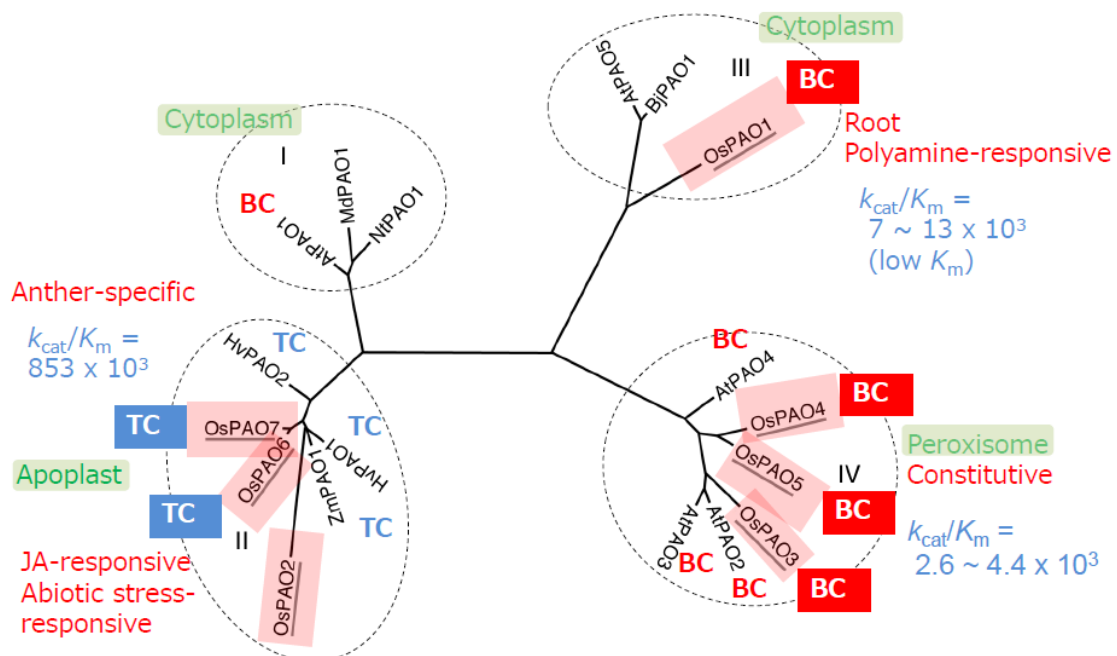 Cytoplasm
I
BC
AtPAO1
MdPAO1
NtPAO1
Cytoplasm
III
BC
AtPAO5
BjPAO1
OsPAO1
Root
Polyamine-responsive
kcat/Km =
7 ~ 13 x 10³
(low Km)
Anther-specific
kcat/Km =
853 x 10³
TC
HvPAO2
TC
OsPAO7
TC
HvPAO1
Apoplast
OsPAO6
ZmPAO1
TC
TC
II
OsPAO2
JA-responsive
Abiotic stress-
responsive
BC
AtPAO4
OsPAO4
BC
OsPAO5
IV
BC
Peroxisome
Constitutive
AtPAO3
BC
AtPAO2
BC
OsPAO3
BC
kcat/Km =
2.6 ~ 4.4 x 10³